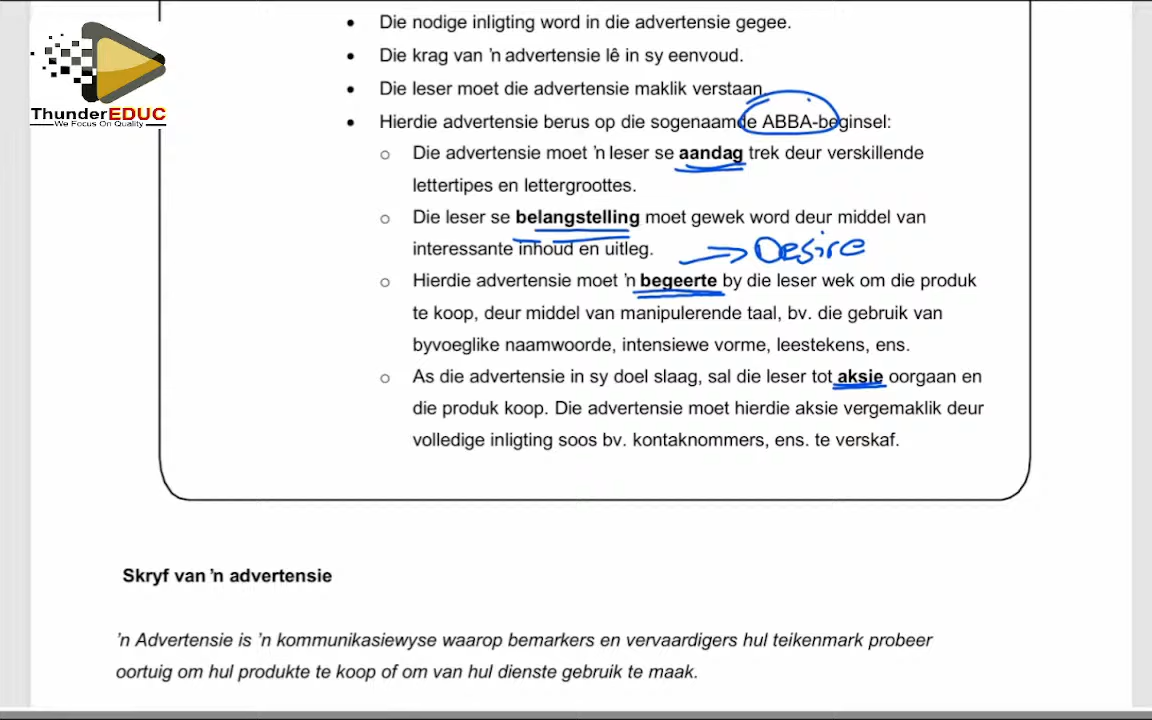 Die nodige inligting word in die advertensie gegee.
Die krag van 'n advertensie lê in sy eenvoud.
Die leser moet die advertensie maklik verstaan.
ThunderEDUC
We Focus On Quality
Hierdie advertensie berus op die sogenaamde ABBA-beginsel:
Die advertensie moet 'n leser se aandag trek deur verskillende
lettertipes en lettergroottes.
Die leser se belangstelling moet gewek word deur middel van
interessante inhoud en uitleg. Desire
Hierdie advertensie moet 'n begeerte by die leser wek om die produk
te koop, deur middel van manipulerende taal, bv. die gebruik van
byvoeglike naamwoorde, intensiewe vorme, leestekens, ens.
As die advertensie in sy doel slaag, sal die leser tot aksie oorgaan en
die produk koop. Die advertensie moet hierdie aksie vergemaklik deur
volledige inligting soos bv. kontaknommers, ens. te verskaf.
Skryf van 'n advertensie
'n Advertensie is 'n kommunikasiewyse waarop bemarkers en vervaardigers hul teikenmark probeer
oortuig om hul produkte te koop of om van hul dienste gebruik te maak.